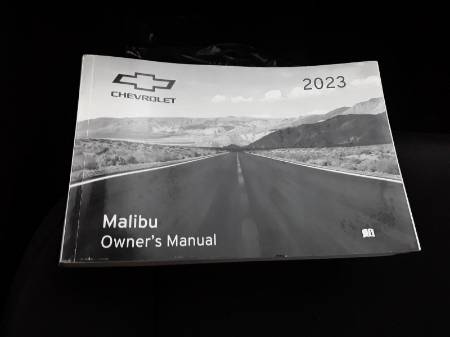 CHEVROLET
2023
Malibu
Owner's Manual